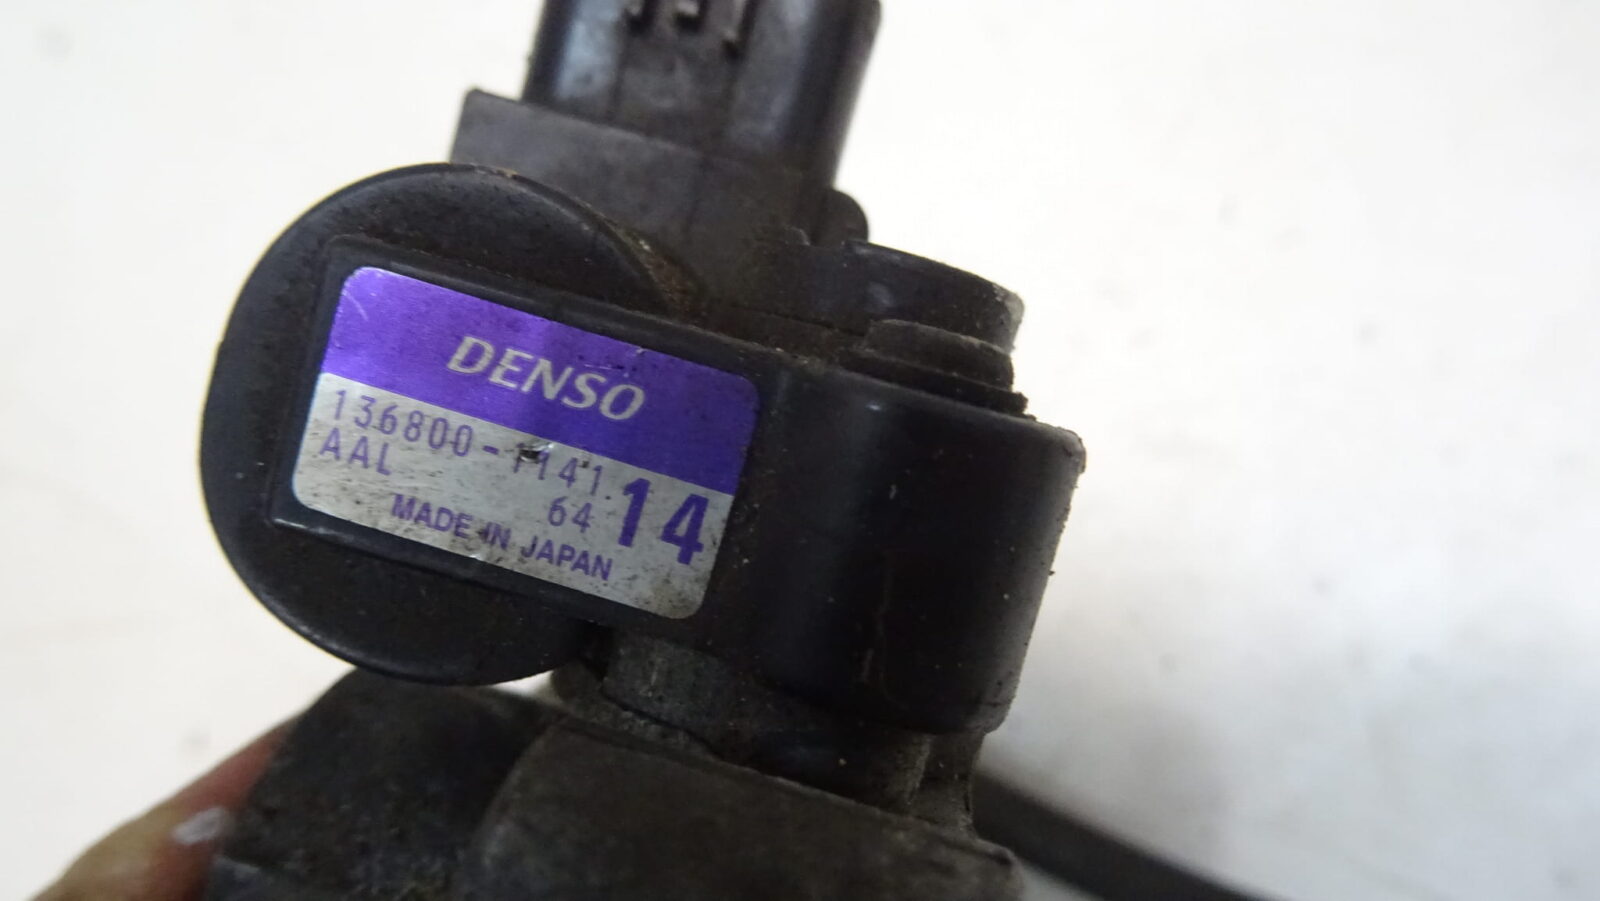 DENSO
136800-1141
AAL 64 14
MADE IN JAPAN